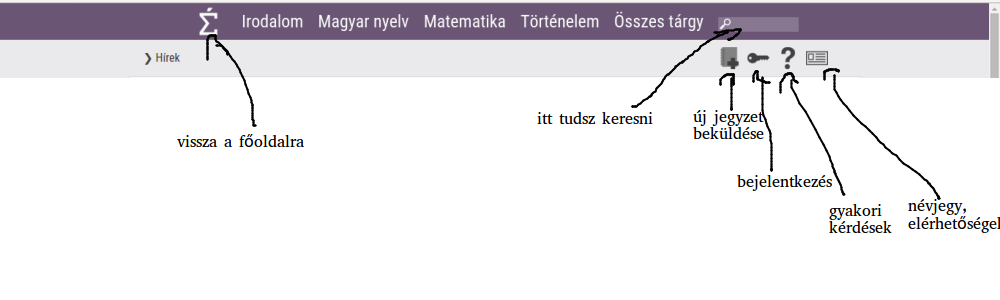 É Irodalom Magyar nyelv Matematika Történelem Összes tárgy
❯ Hírek
?
itt tudsz keresni
új jegyzet
beküldése
vissza a főoldalra
bejelentkezés
gyakori
kérdések
névjegy,
elérhetőségek